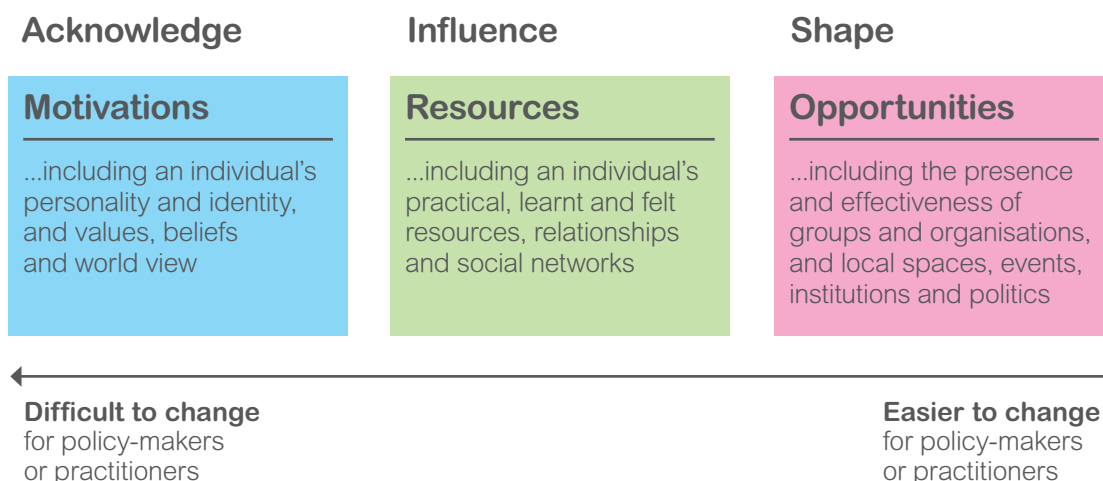 Acknowledge
Motivations
...including an individual's
personality and identity,
and values, beliefs
and world view
Influence
Resources
...including an individual's
practical, learnt and felt
resources, relationships
and social networks
Shape
Opportunities
...including the presence
and effectiveness of
groups and organisations,
and local spaces, events,
institutions and politics
Difficult to change
for policy-makers
or practitioners
Easier to change
for policy-makers
or practitioners